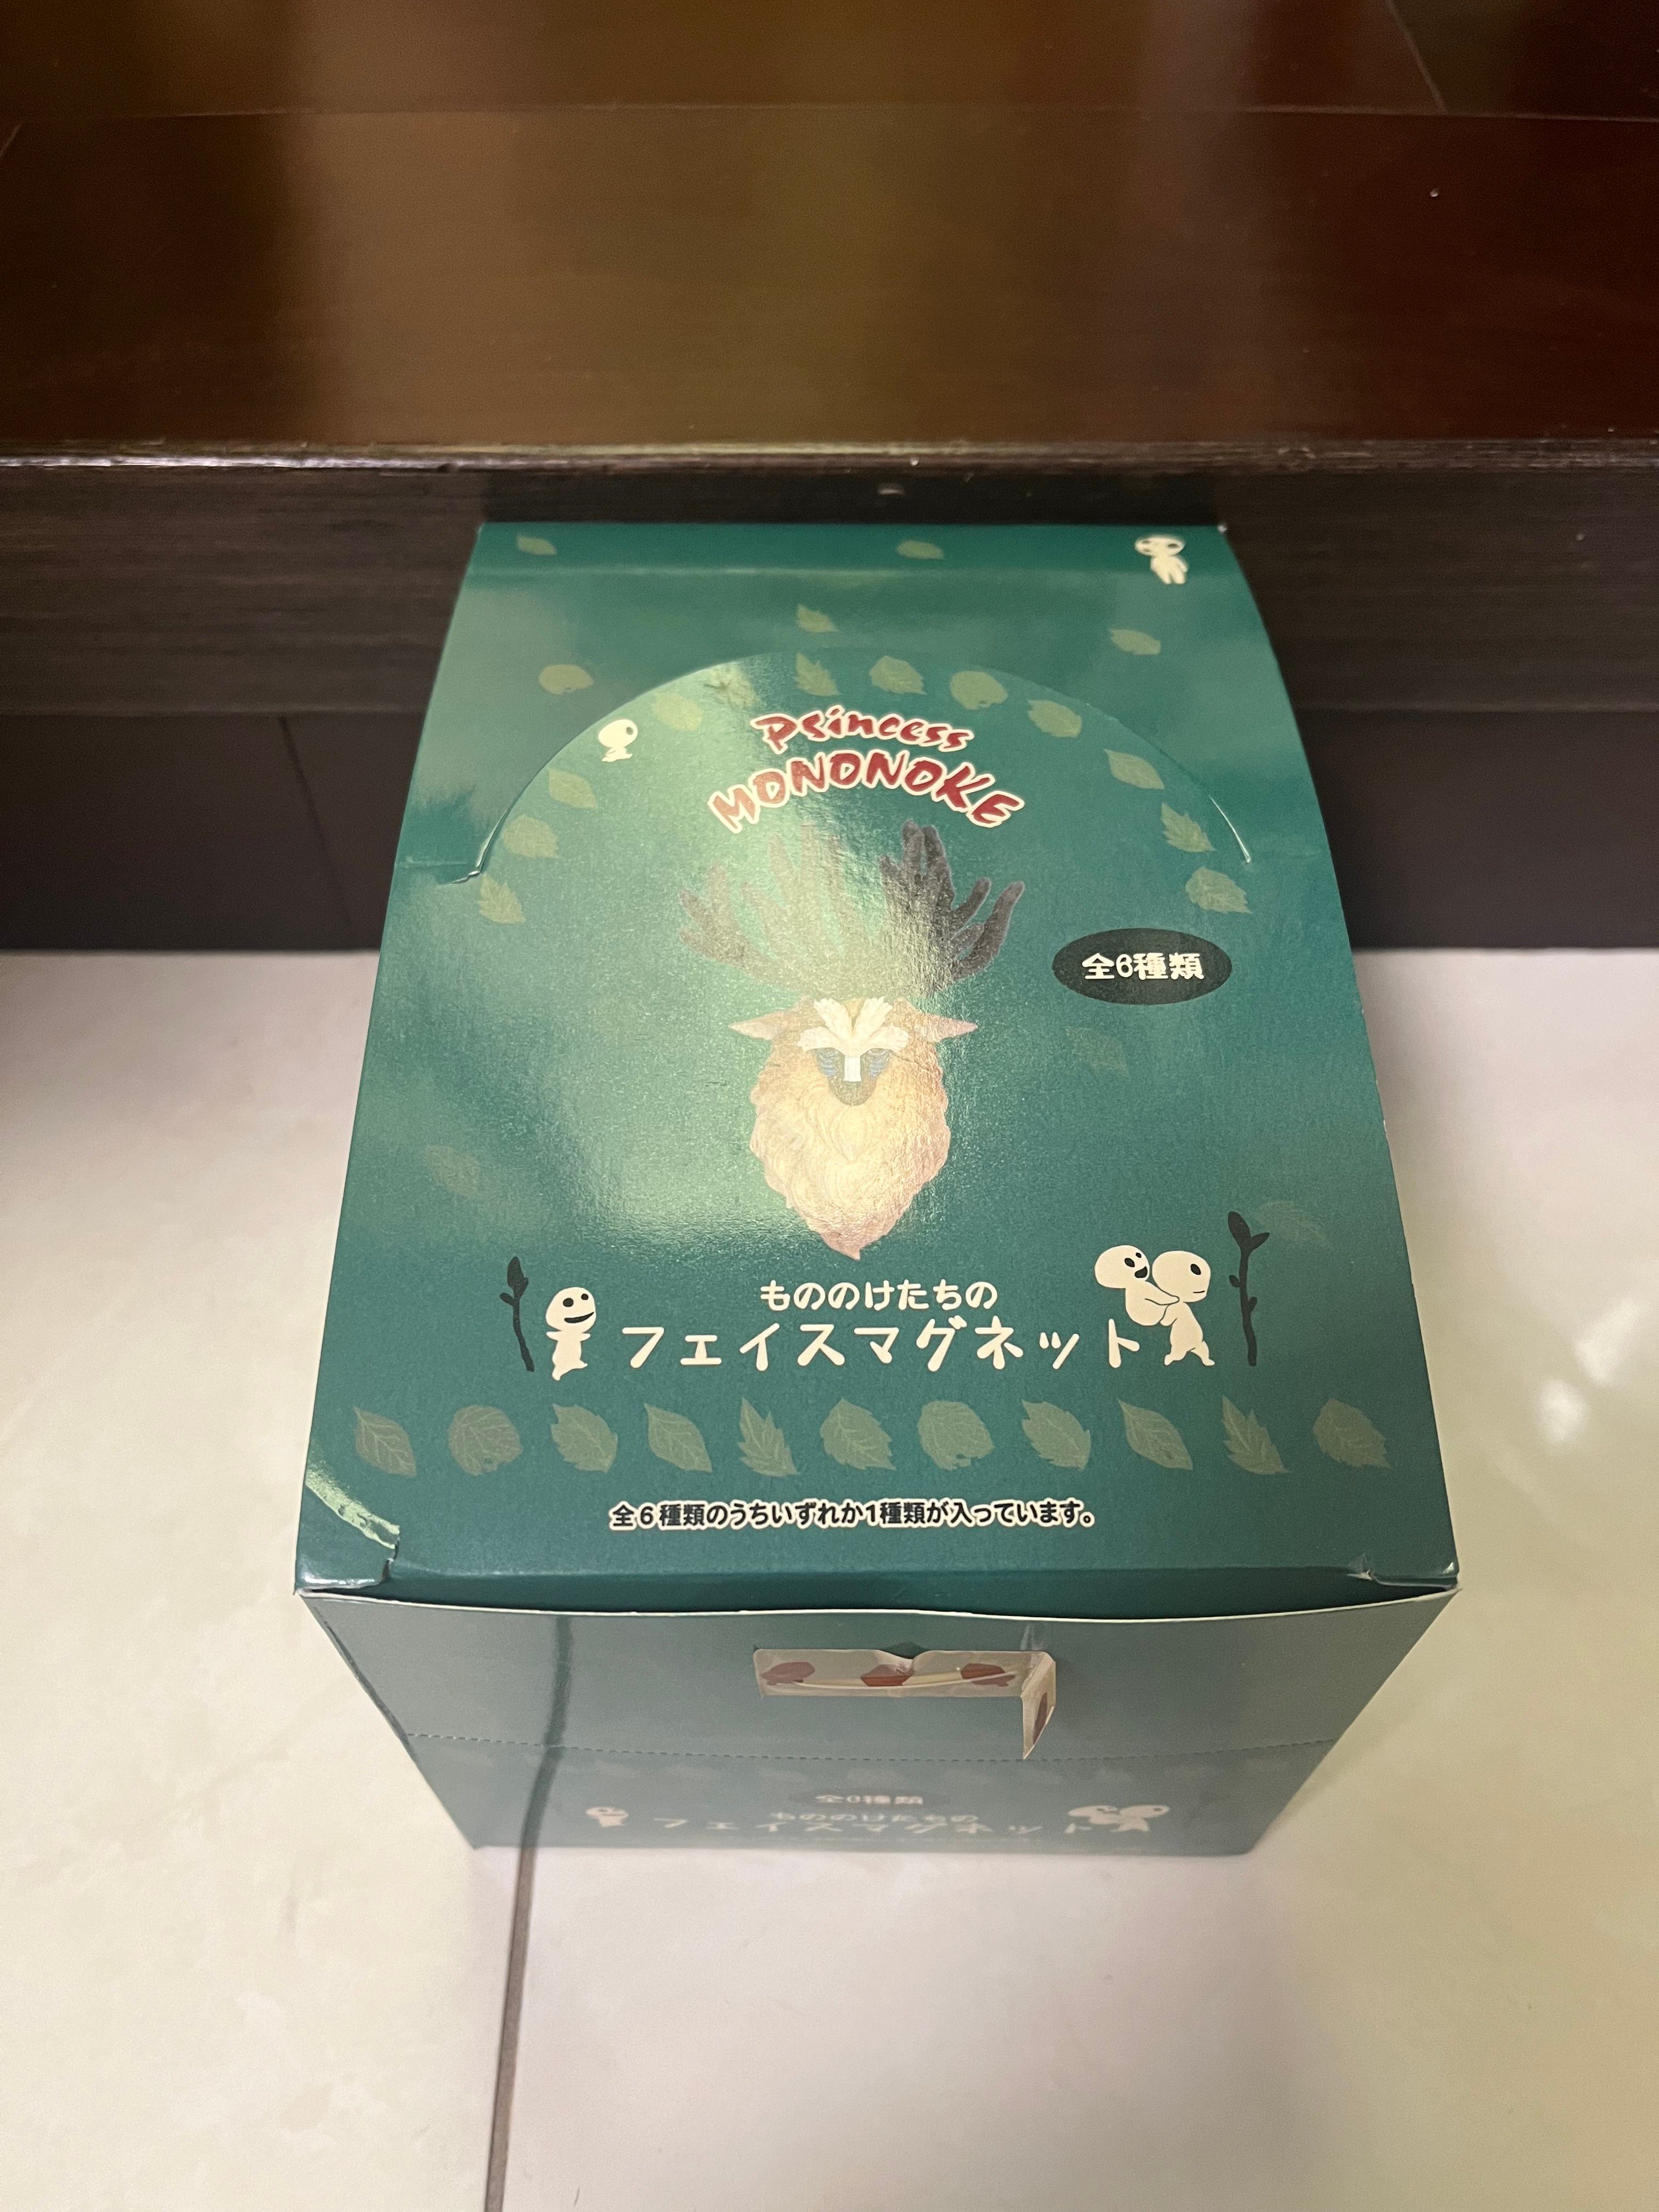 Princess
MONONOKE
全6種類
もののけたちの
フェイスマグネット
全6種類のうちいずれか1種類が入っています。
全6種類
もののけたちの
フェイスマグネット